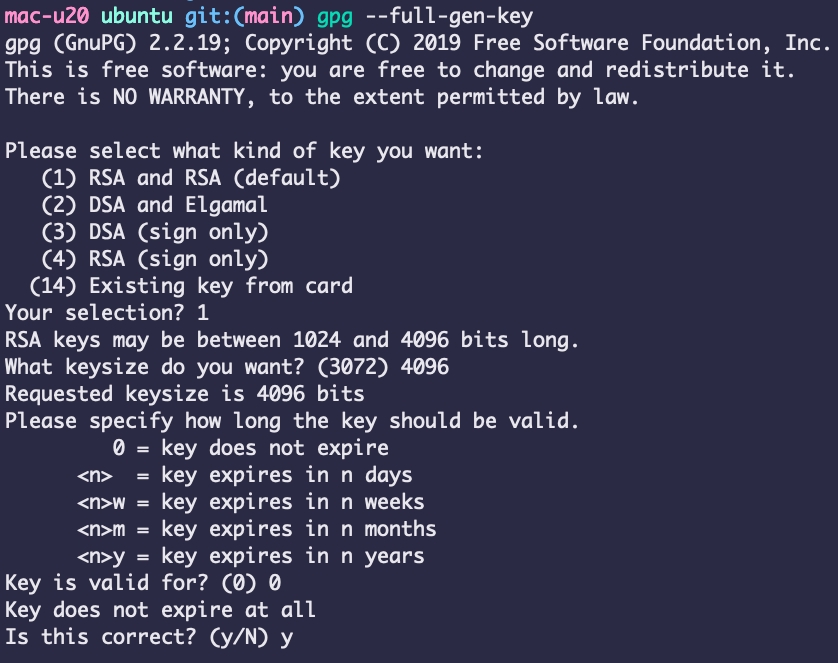 mac-u20 ubuntu git:(main) gpg --full-gen-key
gpg (GnuPG) 2.2.19; Copyright (C) 2019 Free Software Foundation, Inc.
This is free software: you are free to change and redistribute it.
There is NO WARRANTY, to the extent permitted by law.

Please select what kind of key you want:
   (1) RSA and RSA (default)
   (2) DSA and Elgamal
   (3) DSA (sign only)
   (4) RSA (sign only)
  (14) Existing key from card
Your selection? 1
RSA keys may be between 1024 and 4096 bits long.
What keysize do you want? (3072) 4096
Requested keysize is 4096 bits
Please specify how long the key should be valid.
         0 = key does not expire
      <n>  = key expires in n days
      <n>w = key expires in n weeks
      <n>m = key expires in n months
      <n>y = key expires in n years
Key is valid for? (0) 0
Key does not expire at all
Is this correct? (y/N) y